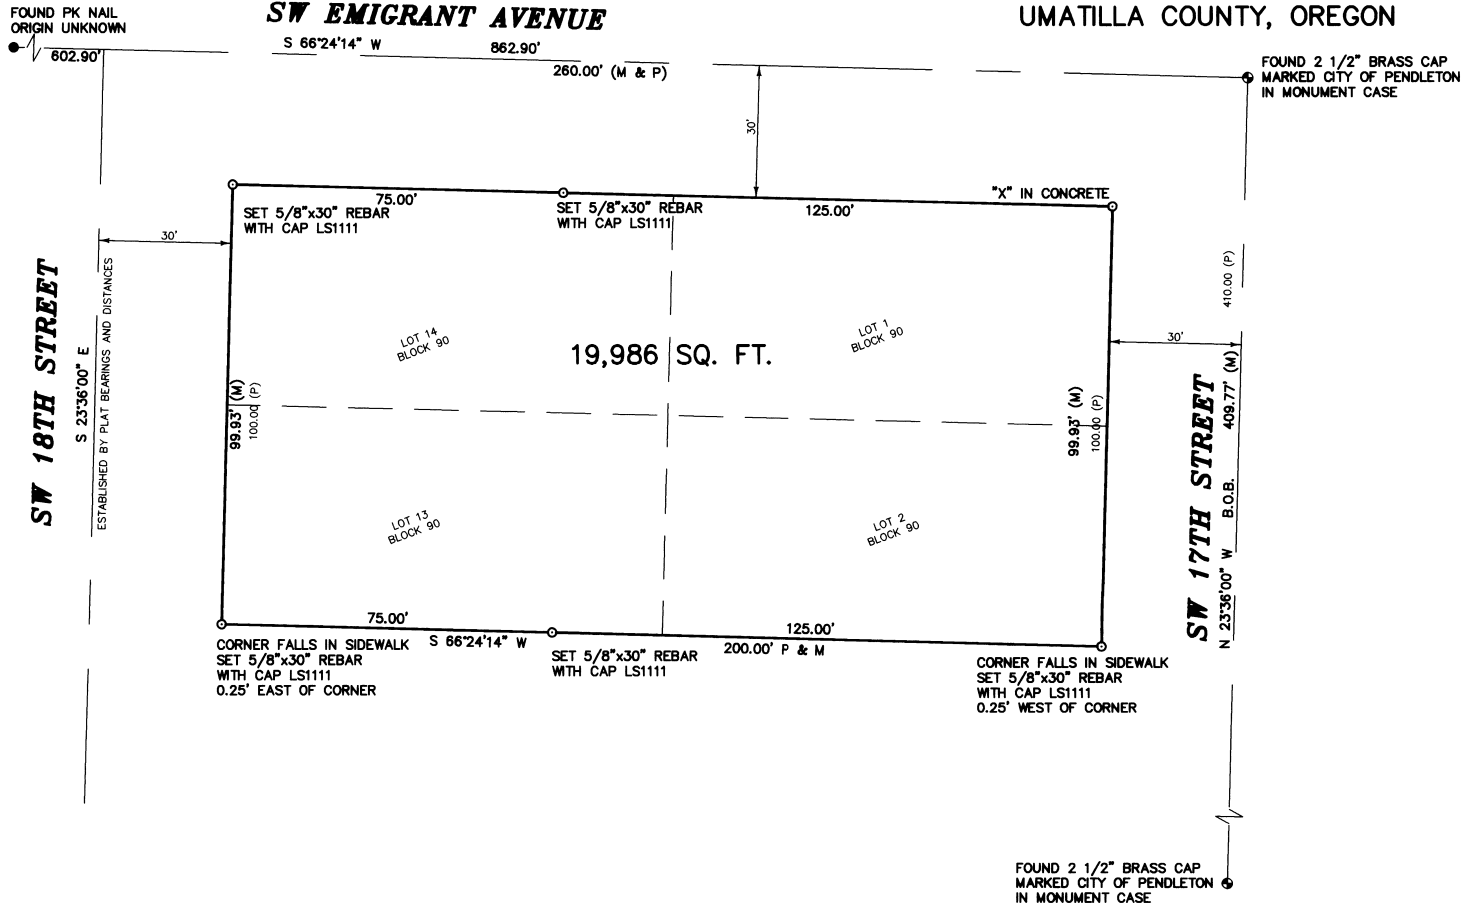 FOUND PK NAIL
ORIGIN UNKNOWN
602.90'
SW EMIGRANT AVENUE
S 66°24'14" W
862.90'
260.00' (M & P)
UMATILLA COUNTY, OREGON
FOUND 2 1/2" BRASS CAP
MARKED CITY OF PENDLETON
IN MONUMENT CASE
30'
75.00'
SET 5/8"x30" REBAR
WITH CAP LS1111
SET 5/8"x30" REBAR
WITH CAP LS1111
125.00'
"X" IN CONCRETE
30'
SW 18TH STREET
S 23°36'00" E
ESTABLISHED BY PLAT BEARINGS AND DISTANCES
LOT 14
BLOCK 90
19,986 SQ. FT.
LOT 1
BLOCK 90
99.93' (M)
100.00 (P)
99.93' (M)
100.00 (P)
30'
410.00 (P)
SW 17TH STREET
N 23°36'00" W B.O.B. 409.77' (M)
LOT 13
BLOCK 90
LOT 2
BLOCK 90
75.00'
S 66°24'14" W
125.00'
200.00' P & M
CORNER FALLS IN SIDEWALK
SET 5/8"x30" REBAR
WITH CAP LS1111
0.25' EAST OF CORNER
SET 5/8"x30" REBAR
WITH CAP LS1111
CORNER FALLS IN SIDEWALK
SET 5/8"x30" REBAR
WITH CAP LS1111
0.25' WEST OF CORNER
FOUND 2 1/2" BRASS CAP
MARKED CITY OF PENDLETON
IN MONUMENT CASE